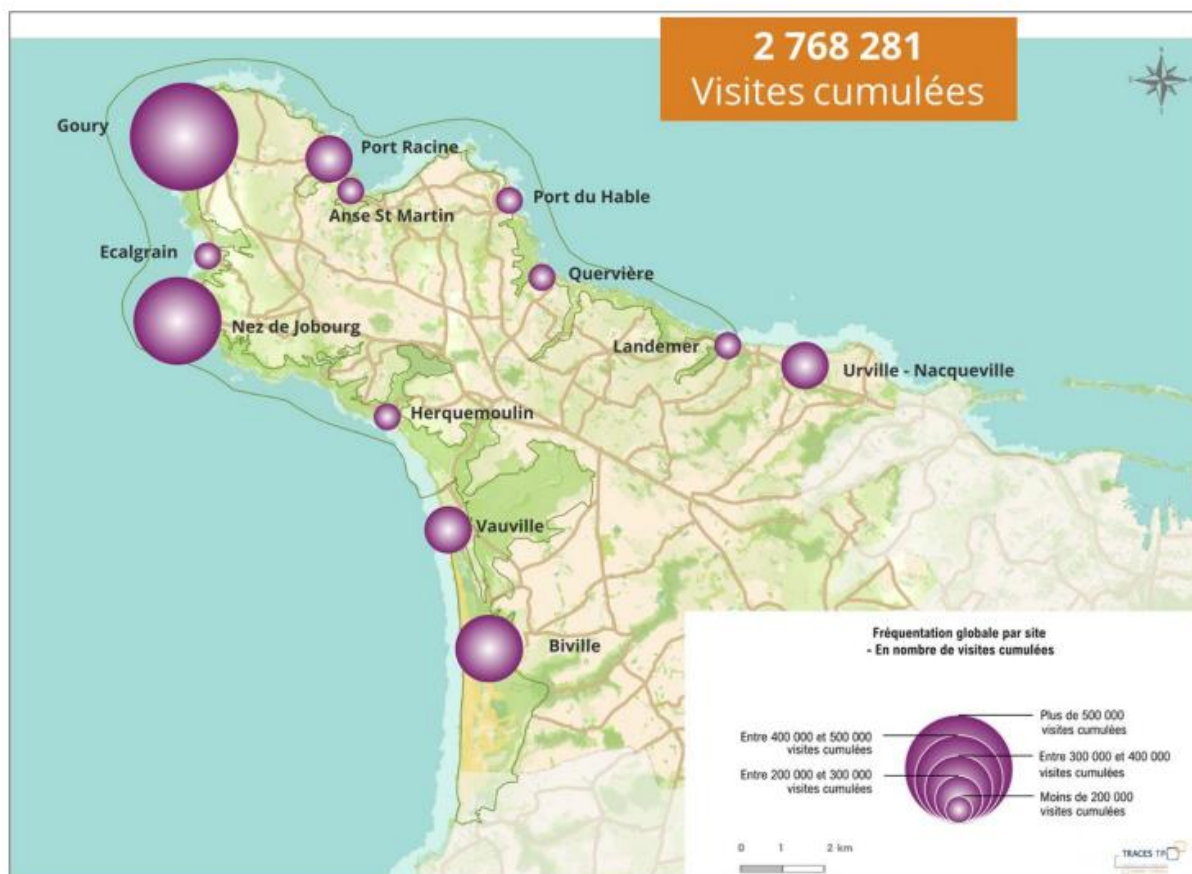 2 768 281
Visites cumulées
Goury
Port Racine
Anse St Martin
Port du Hable
Ecalgrain
Quervière
Nez de Jobourg
Landemer
Urville - Nacqueville
Herquemoulin
Vauville
Biville
Fréquentation globale par site
- En nombre de visites cumulées
Plus de 500 000
visites cumulées
Entre 400 000 et 500 000
visites cumulées
Entre 300 000 et 400 000
visites cumulées
Entre 200 000 et 300 000
visites cumulées
Moins de 200 000
visites cumulées
0 1 2 km
TRACES TPi